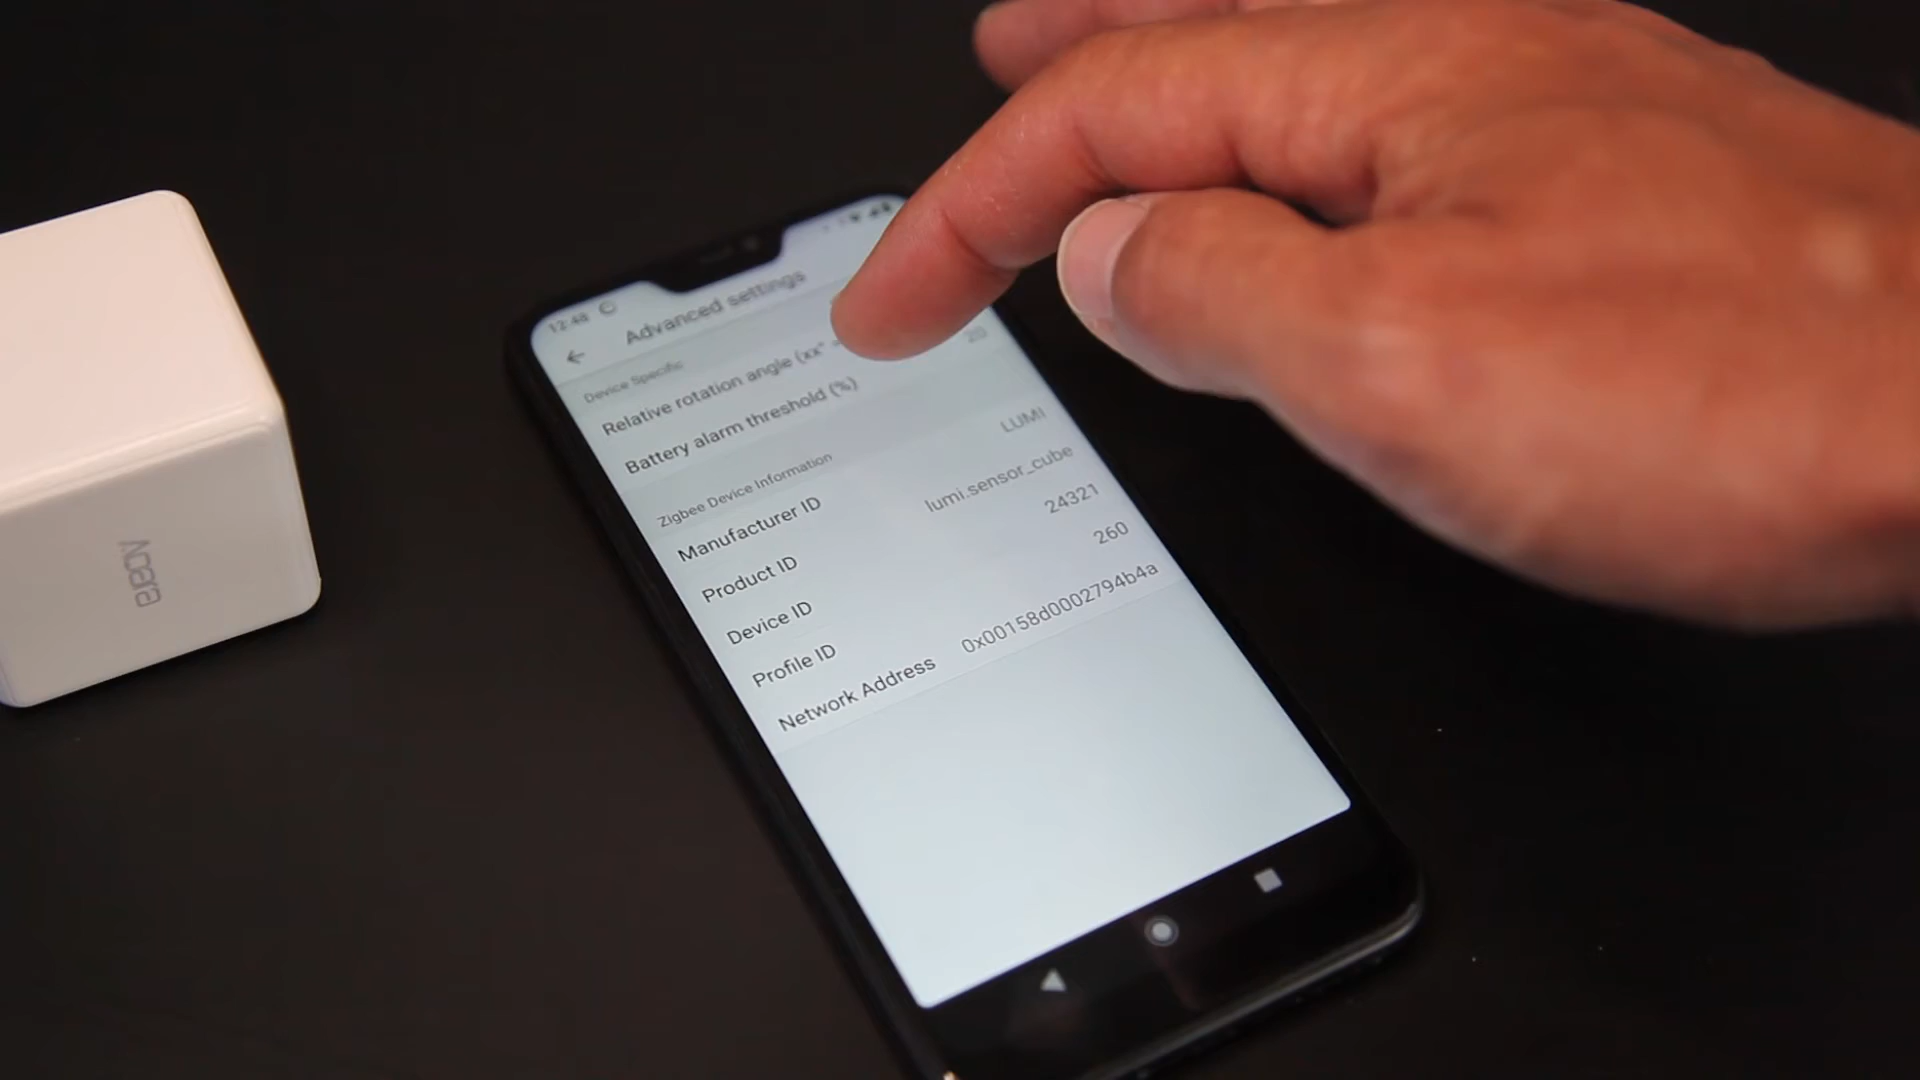 12:48
Advanced settings
Device Specific
Relative rotation angle (xx°
Battery alarm threshold (%) 20
Zigbee Device Information
Manufacturer ID LUMI
Product ID lumi.sensor_cube
Device ID 24321
Profile ID 260
Network Address 0x00158d0002794b4a
Aqara